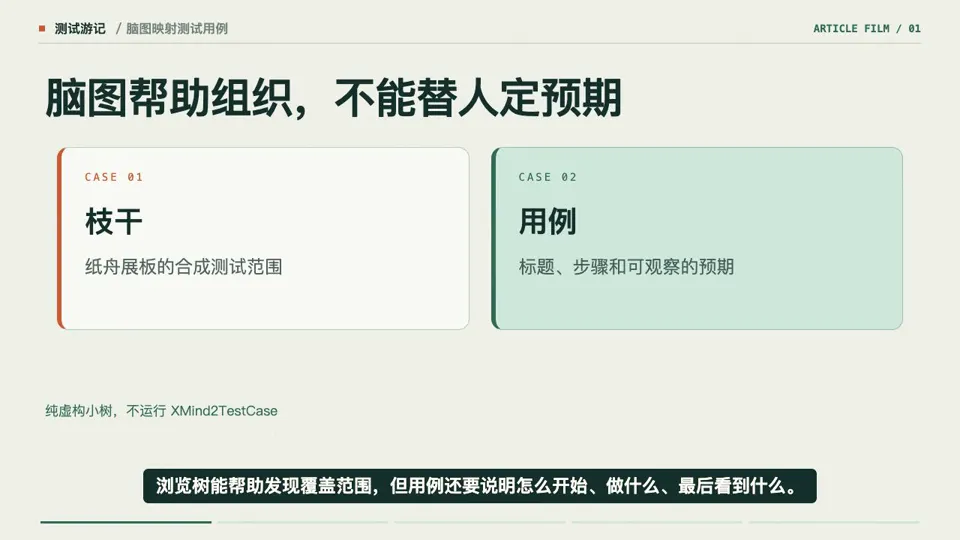 测试游记 / 脑图映射测试用例
ARTICLE FILM / 01
脑图帮助组织，不能替人定预期
CASE 01
枝干
纸舟展板的合成测试范围
CASE 02
用例
标题、步骤和可观察的预期
纯虚构小树，不运行 XMind2TestCase
浏览树能帮助发现覆盖范围，但用例还要说明怎么开始、做什么、最后看到什么。